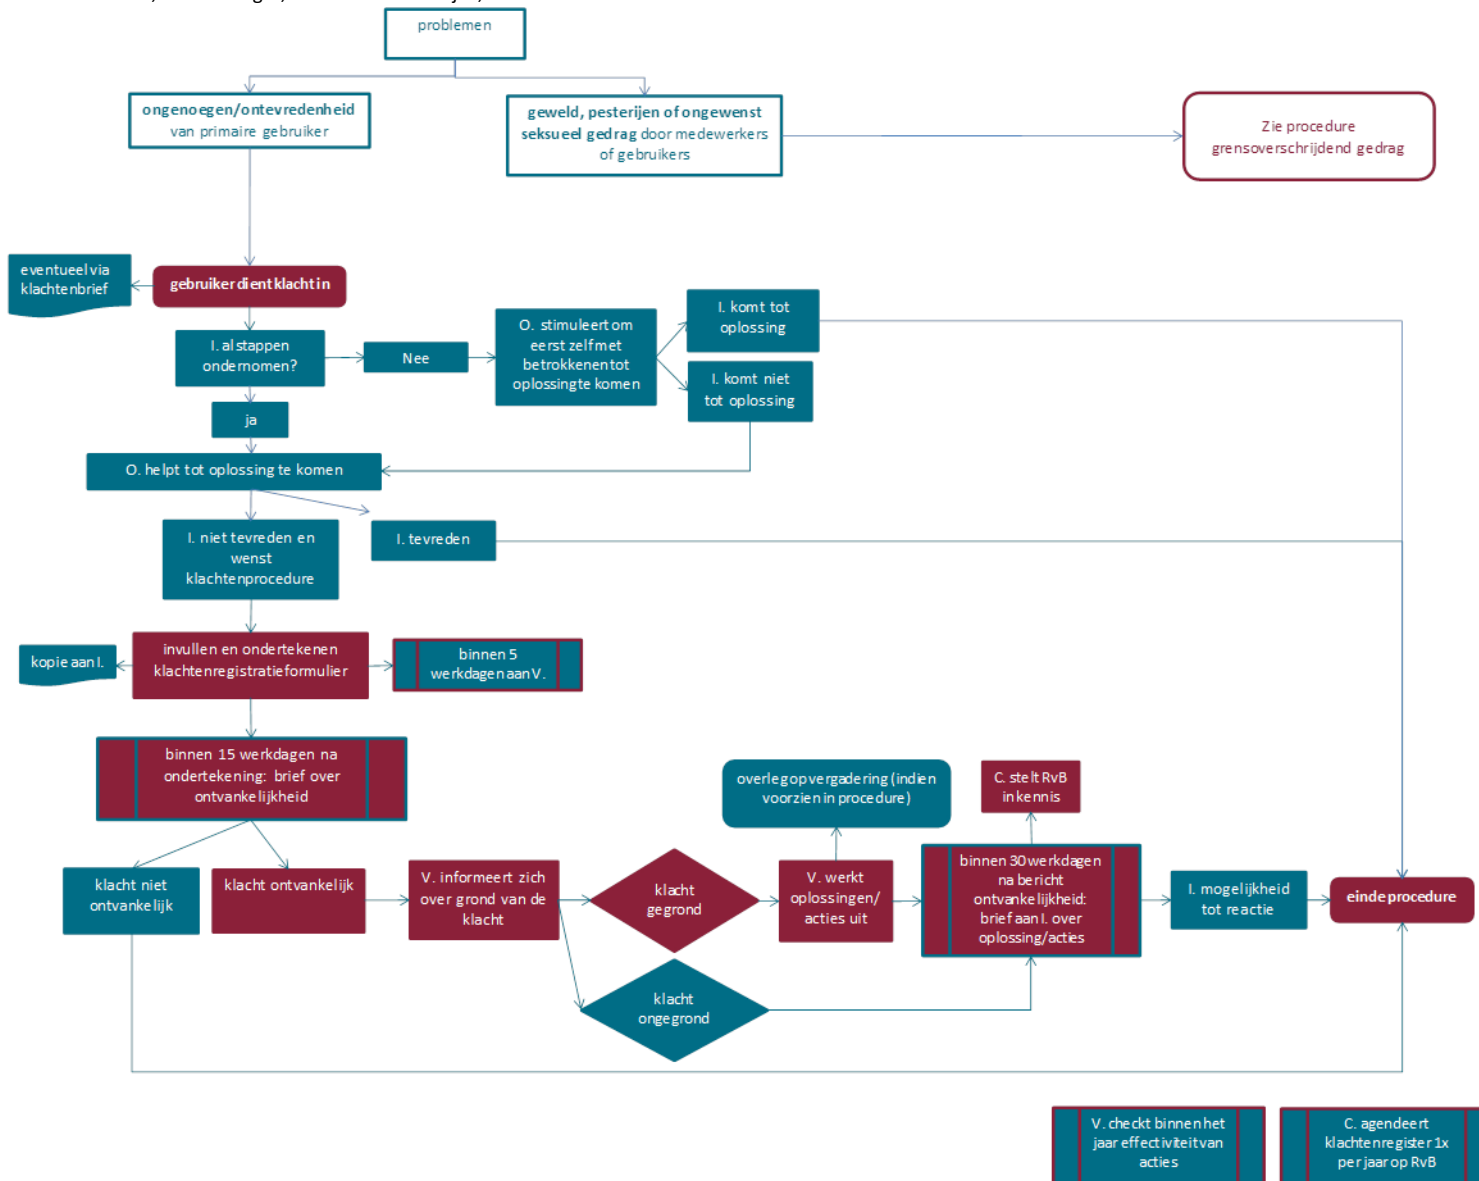 problemen
ongenoegen/ontevredenheid
van primaire gebruiker
geweld, pesterijen of ongewenst
seksueel gedrag door medewerkers
of gebruikers
Zie procedure
grensoverschrijdend gedrag
eventueel via
klachtenbrief
gebruiker dient klacht in
I. al stappen
ondernomen?
Nee
O. stimuleert om
eerst zelf met
betrokkenen tot
oplossing te komen
I. komt tot
oplossing
I. komt niet
tot oplossing
ja
O. helpt tot oplossing te komen
I. niet tevreden en
wenst
klachtenprocedure
I. tevreden
kopie aan I.
invullen en ondertekenen
klachtenregistratieformulier
binnen 5
werkdagen aan V.
binnen 15 werkdagen na
ondertekening: brief over
ontvankelijkheid
overleg op vergadering (indien
voorzien in procedure)
C. stelt RvB
in kennis
klacht niet
ontvankelijk
klacht ontvankelijk
V. informeert zich
over grond van de
klacht
klacht
gegrond
V. werkt
oplossingen/
acties uit
binnen 30 werkdagen
na bericht
ontvankelijkheid:
brief aan I. over
oplossing/acties
I. mogelijkheid
tot reactie
einde procedure
klacht
ongegrond
V. checkt binnen het
jaar effectiviteit van
acties
C. agendeert
klachtenregister 1x
per jaar op RvB